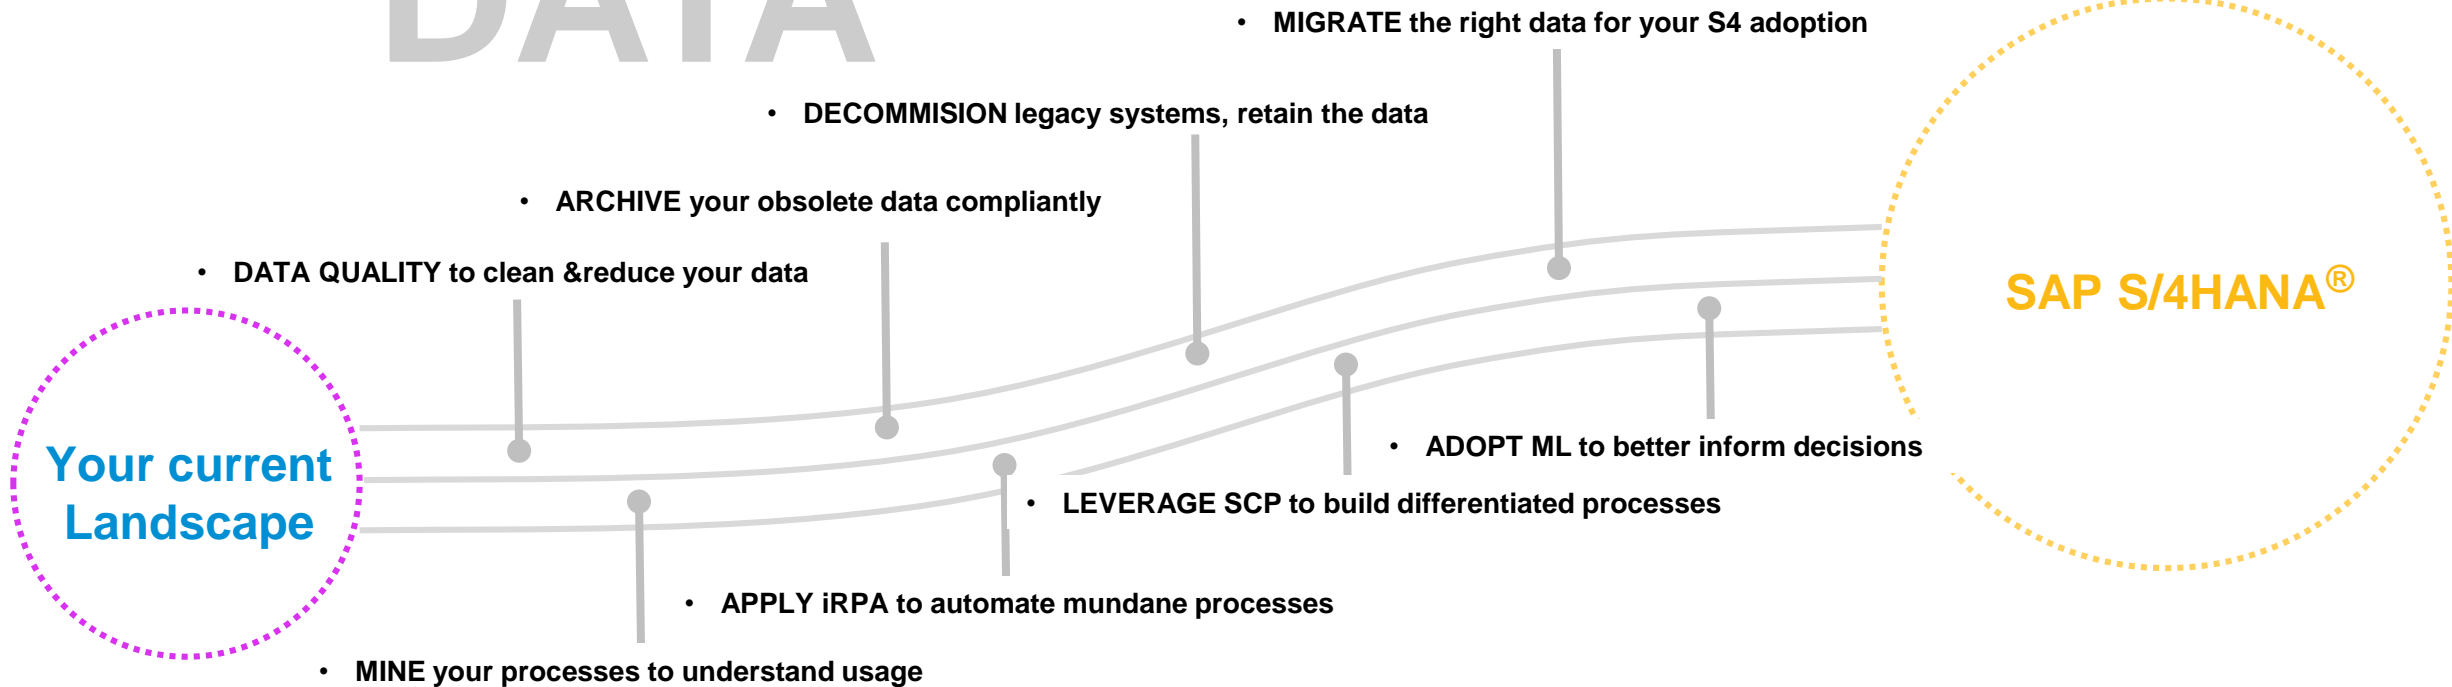 DATA
• MIGRATE the right data for your S4 adoption
• DECOMMISION legacy systems, retain the data
• ARCHIVE your obsolete data compliantly
• DATA QUALITY to clean &reduce your data
SAP S/4HANA®
Your current
Landscape
• ADOPT ML to better inform decisions
• LEVERAGE SCP to build differentiated processes
• APPLY iRPA to automate mundane processes
• MINE your processes to understand usage